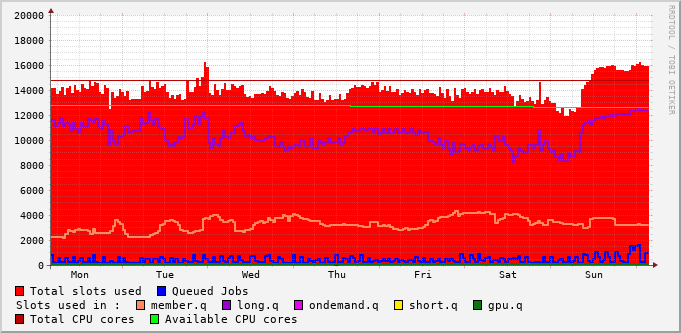 20000
18000
16000
14000
12000
10000
8000
6000
4000
2000
0
Mon Tue Wed Thu Fri Sat Sun
RRDTOOL / TOBI OETIKER
Total slots used Queued Jobs
Slots used in : member.q long.q ondemand.q short.q gpu.q
Total CPU cores Available CPU cores